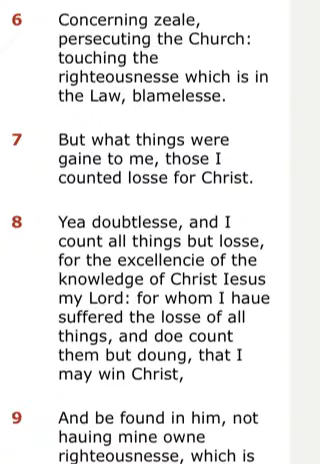 6 Concerning zeale,
persecuting the Church:
touching the
righteousnesse which is in
the Law, blamelesse.
7 But what things were
gaine to me, those I
counted losse for Christ.
8 Yea doubtlesse, and I
count all things but losse,
for the excellencie of the
knowledge of Christ Iesus
my Lord: for whom I haue
suffered the losse of all
things, and doe count
them but doung, that I
may win Christ,
9 And be found in him, not
hauing mine owne
righteousnesse, which is